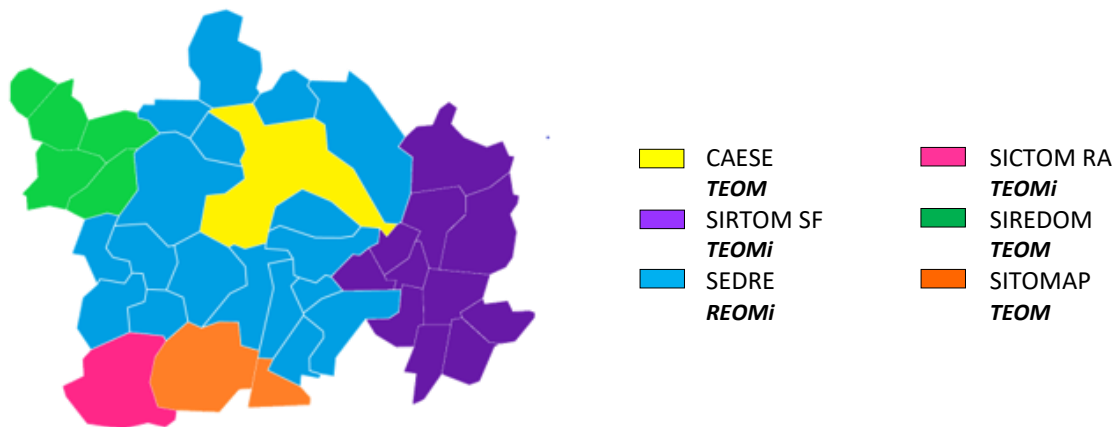 CAESE
TEOM
SIRTOM SF
TEOMi
SEDRE
REOMi
SICTOM RA
TEOMi
SIREDOM
TEOM
SITOMAP
TEOM